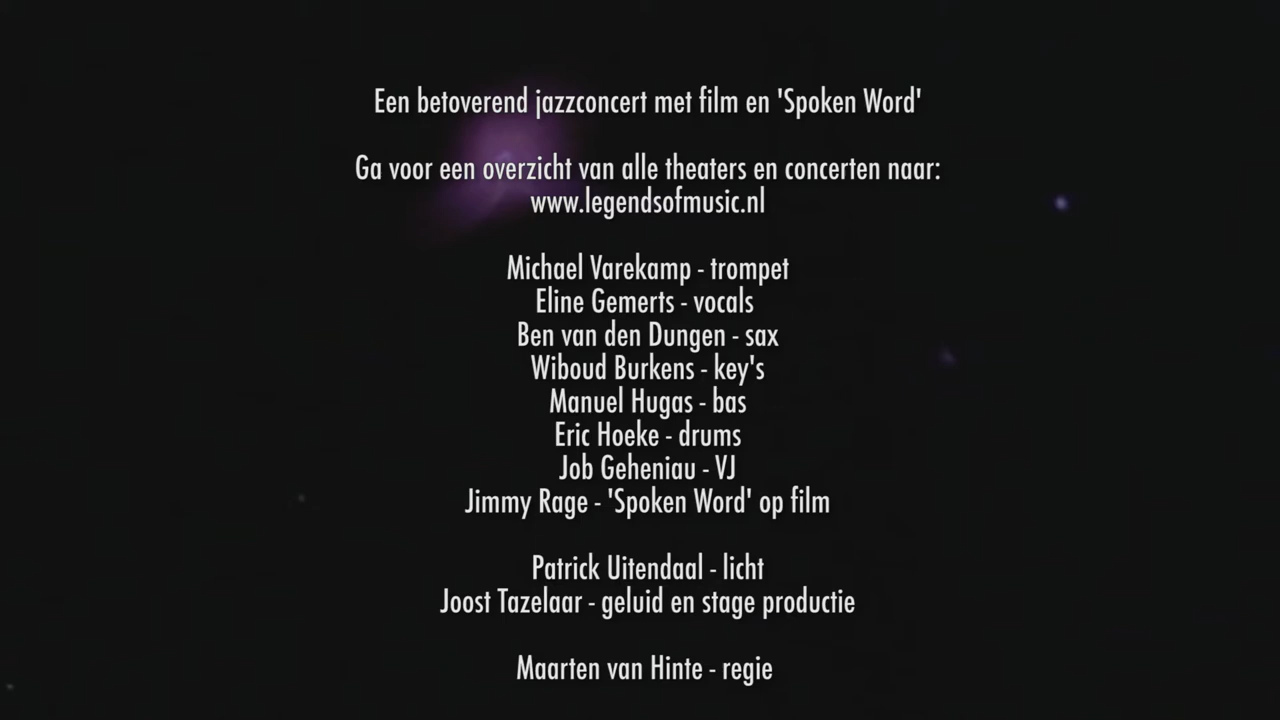 Een betoverend jazzconcert met film en 'Spoken Word'
Ga voor een overzicht van alle theaters en concerten naar:
www.legendsofmusic.nl
Michael Varekamp - trompet
Eline Gemerts - vocals
Ben van den Dungen - sax
Wiboud Burkens - key's
Manuel Hugas - bas
Eric Hoeke - drums
Job Geheniau - VJ
Jimmy Rage - 'Spoken Word' op film
Patrick Uitendaal - licht
Joost Tazelaar - geluid en stage productie
Maarten van Hinte - regie